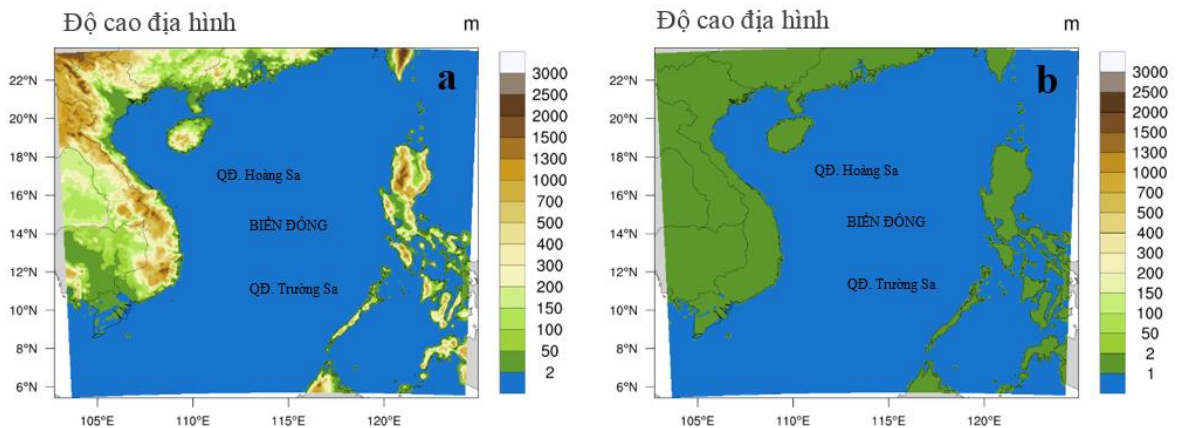 Độ cao địa hình
m
a
22°N
20°N
18°N
16°N
14°N
12°N
10°N
8°N
6°N
105°E
110°E
115°E
120°E
QĐ. Hoàng Sa
BIỂN ĐÔNG
QĐ. Trường Sa
3000
2500
2000
1500
1300
1000
700
500
400
300
200
150
100
50
2
Độ cao địa hình
m
b
22°N
20°N
18°N
16°N
14°N
12°N
10°N
8°N
6°N
105°E
110°E
115°E
120°E
QĐ. Hoàng Sa
BIỂN ĐÔNG
QĐ. Trường Sa
3000
2500
2000
1500
1300
1000
700
500
400
300
200
150
100
50
2
1